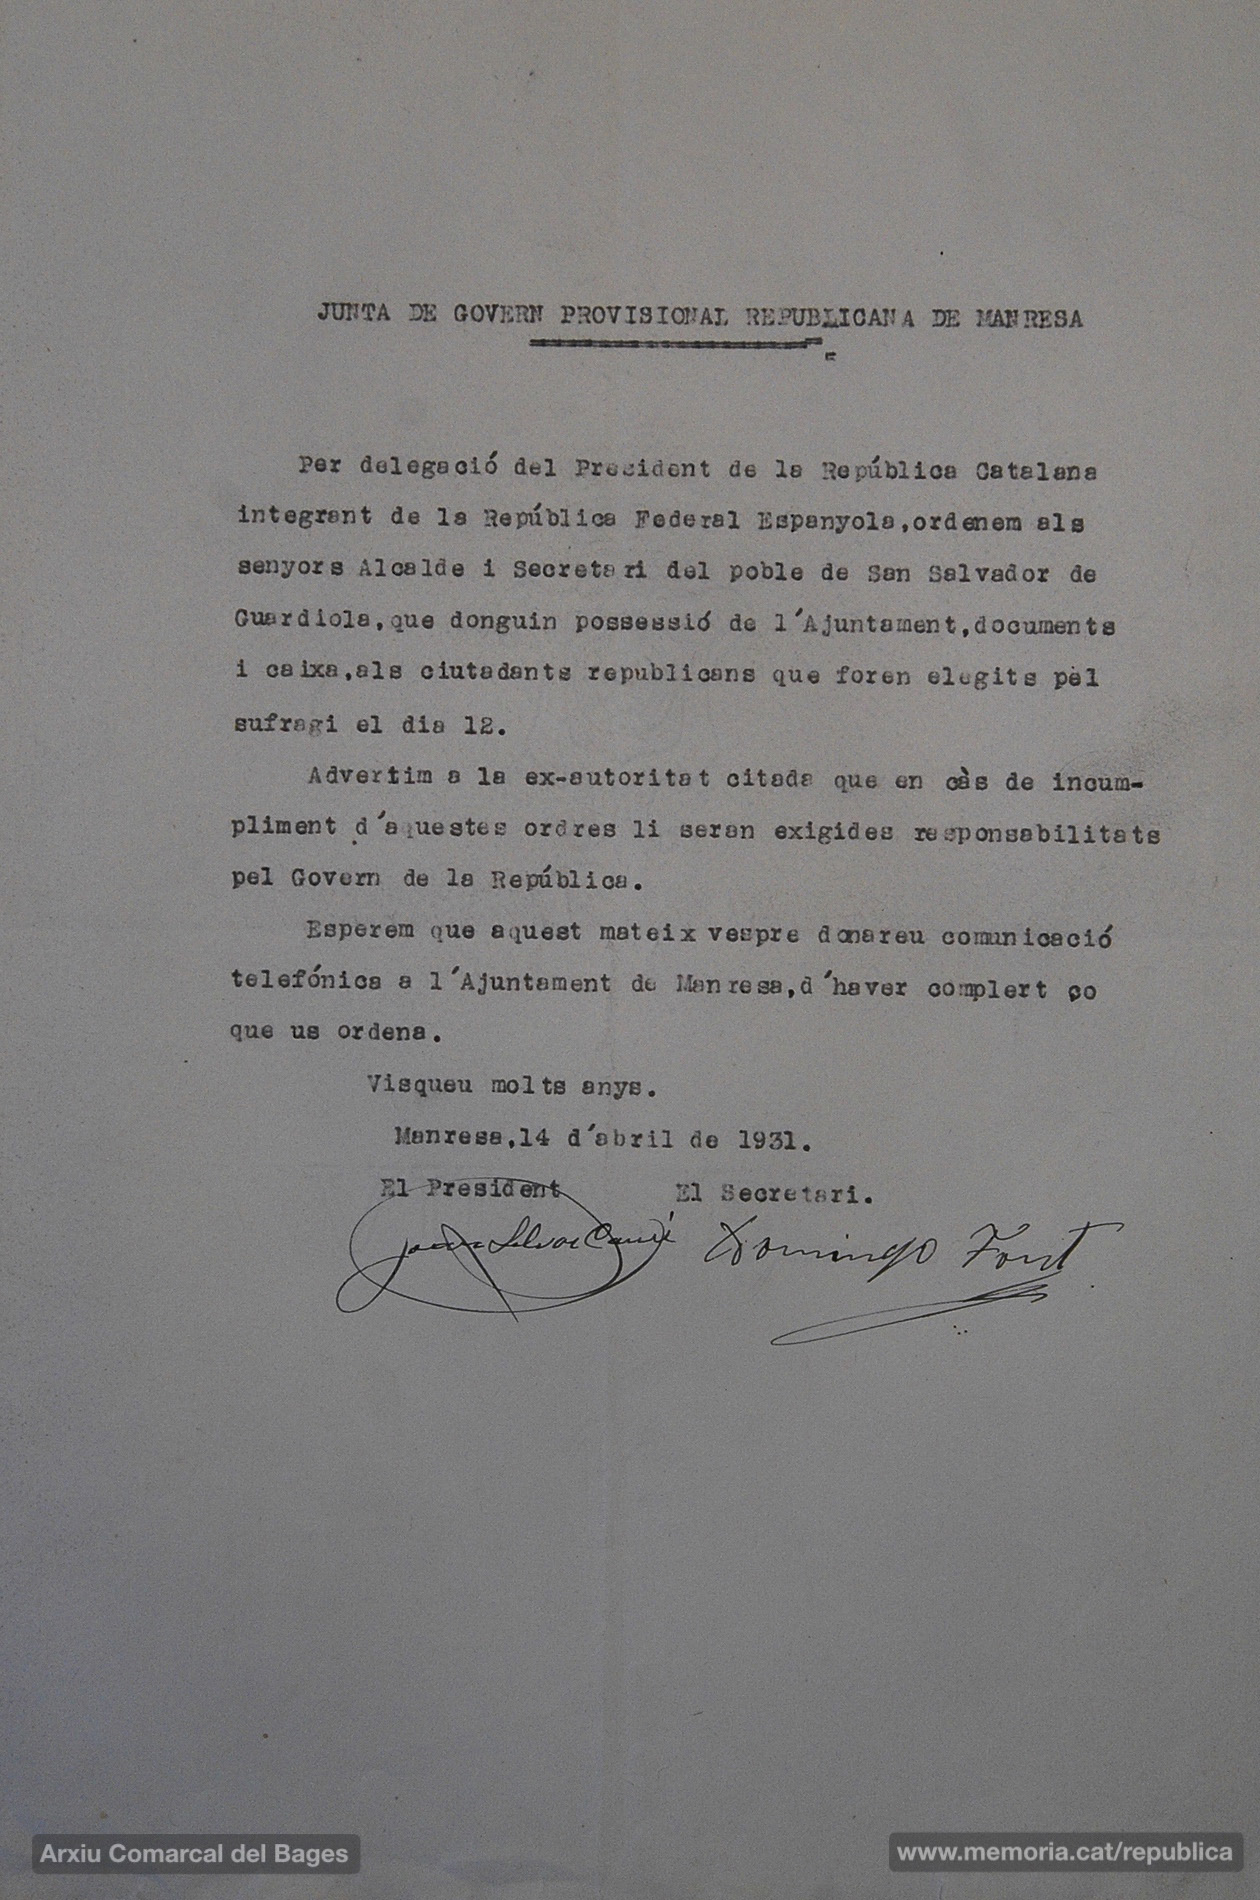 JUNTA DE GOVERN PROVISIONAL REPUBLICANA DE MANRESA
Per delegació del President de la República Catalana
integrant de la República Federal Espanyola,ordenem als
senyors Alcalde i Secretari del poble de San Salvador de
Guardiola,que donguin possessió de l'Ajuntament,documents
i caixa,als ciutadants republicans que foren elegits pel
sufragi el dia 12.
Advertim a la ex-autoritat citada que en càs de incum-
pliment d'aquestes ordres li seran exigides responsabilitats
pel Govern de la República.
Esperem que aquest mateix vespre donareu comunicació
telefónica a l'Ajuntament de Manresa,d'haver complert ço
que us ordena.
Visqueu molts anys.
Manresa,14 d'abril de 1931.
El President El Secretari.
Domingo Font
Arxiu Comarcal del Bages
www.memoria.cat/republica